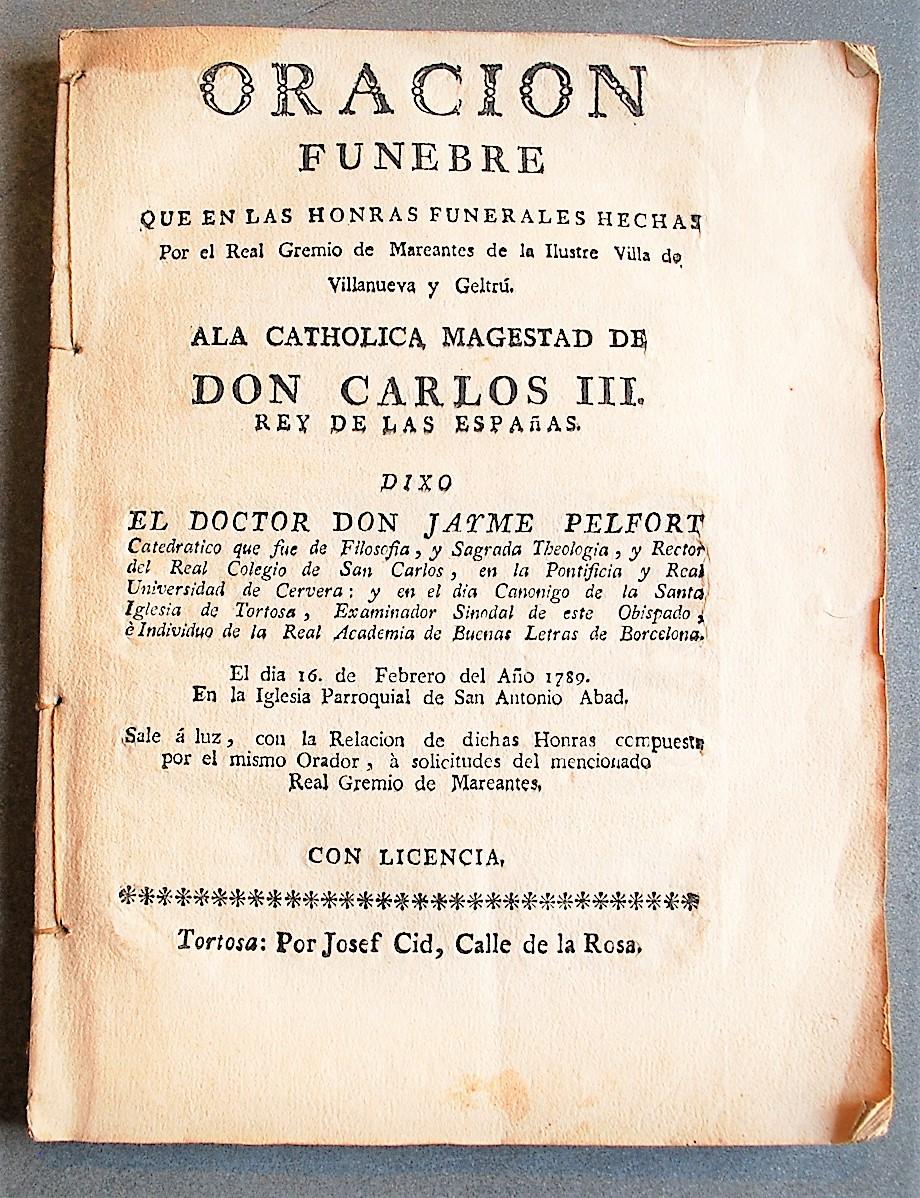 ORACION
FUNEBRE
QUE EN LAS HONRAS FUNERALES HECHAS
Por el Real Gremio de Mareantes de la Ilustre Villa de
Villanueva y Geltrú.
ALA CATHOLICA MAGESTAD DE
DON CARLOS III.
REY DE LAS ESPAñAS.
DIXO
EL DOCTOR DON JAYME PELFORT
Catedratico que fue de Filosofia, y Sagrada Theologia, y Rector
del Real Colegio de San Carlos, en la Pontificia y Real
Universidad de Cervera: y en el dia Canonigo de la Santa
Iglesia de Tortosa, Examinador Sinodal de este Obispado,
è Individuo de la Real Academia de Buenas Letras de Borcelona.
El dia 16. de Febrero del Año 1789.
En la Iglesia Parroquial de San Antonio Abad.
Sale á luz, con la Relacion de dichas Honras compuesta
por el mismo Orador, à solicitudes del mencionado
Real Gremio de Mareantes.
CON LICENCIA,
Tortosa: Por Josef Cid, Calle de la Rosa.